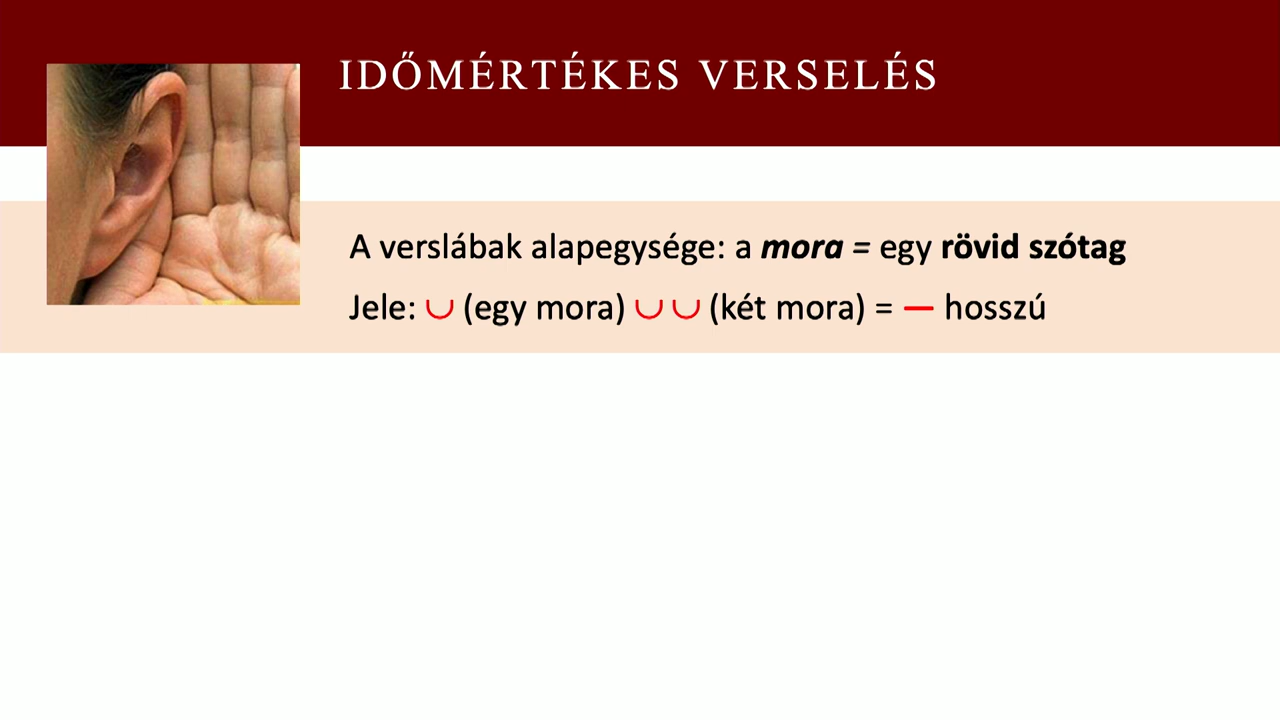 IDŐMÉRTÉKES VERSELÉS
A verslábak alapegysége: a mora = egy rövid szótag
Jele: ∪ (egy mora) ∪ ∪ (két mora) = — hosszú